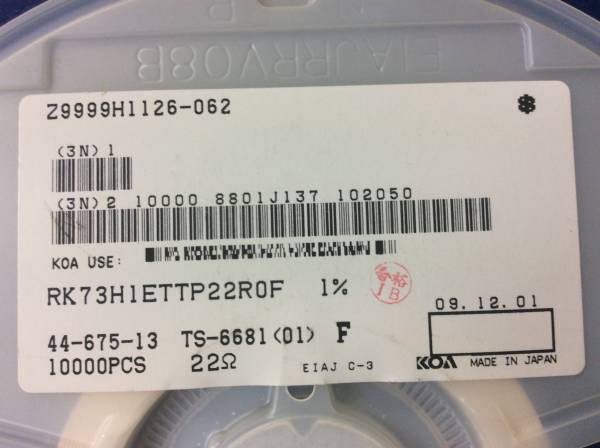 EIAJRRV08B
Z9999H1126-062
(3N) 1
(3N) 2 10000 8801J137 102050
KOA USE:
RK73H1ETTP22R0F 1%
1B
09.12.01
44-675-13 TS-6681(01) F
10000PCS 22Ω EIAJ C-3 KOA MADE IN JAPAN